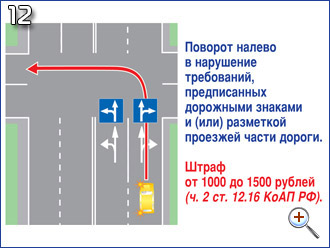 12
Поворот налево
в нарушение
требований,
предписанных
дорожными знаками
и (или) разметкой
проезжей части дороги.
Штраф
от 1000 до 1500 рублей
(ч. 2 ст. 12.16 КоАП РФ).